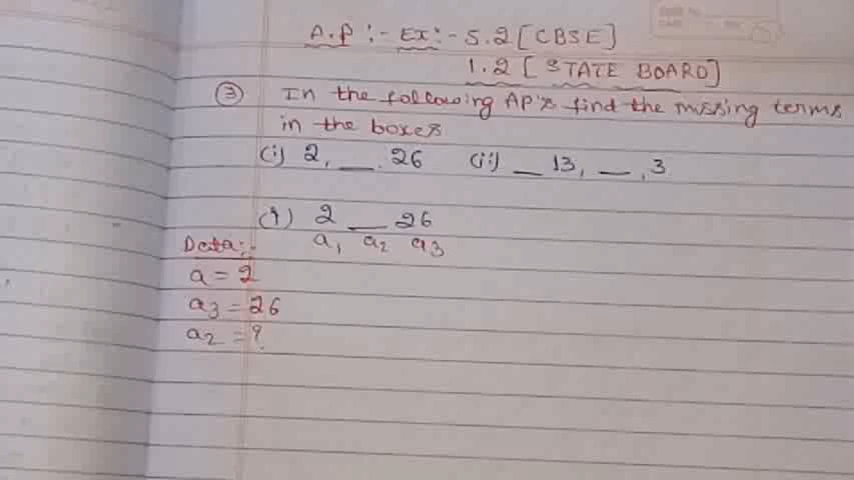 A.P :- Ex:- 5.2 [CBSE]
1.2 [STATE BOARD]
③ In the following AP's find the missing terms
in the boxes
(i) 2, __ . 26 (ii) __ 13, __ , 3
(i) 2 __ 26
a₁ a₂ a₃
Data:-
a = 2
a₃ = 26
a₂ = ?